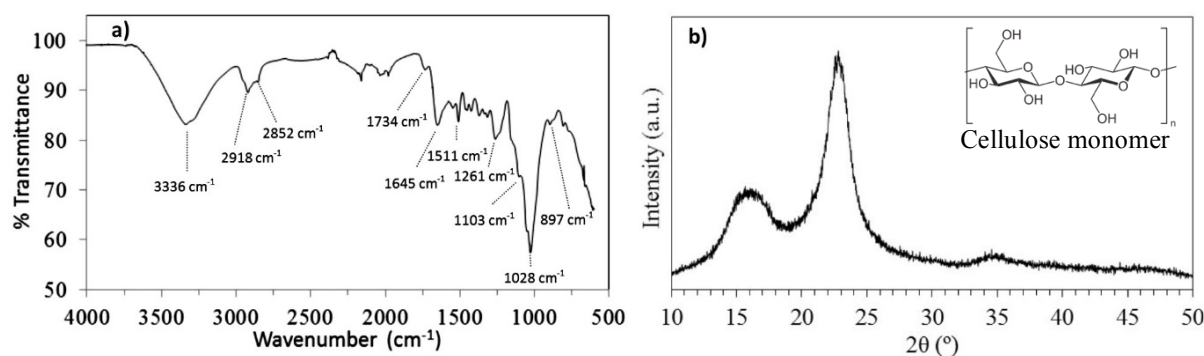 a)
100
90
80
70
60
50
% Transmittance
3336 cm⁻¹
2918 cm⁻¹
2852 cm⁻¹
1734 cm⁻¹
1645 cm⁻¹
1511 cm⁻¹
1261 cm⁻¹
1103 cm⁻¹
1028 cm⁻¹
897 cm⁻¹
4000 3500 3000 2500 2000 1500 1000 500
Wavenumber (cm⁻¹)
b)
Intensity (a.u.)
OH
OH
HO
O
O
HO
OH
O
HO
O
O
OH
OH
n
Cellulose monomer
10 15 20 25 30 35 40 45 50
2θ (º)